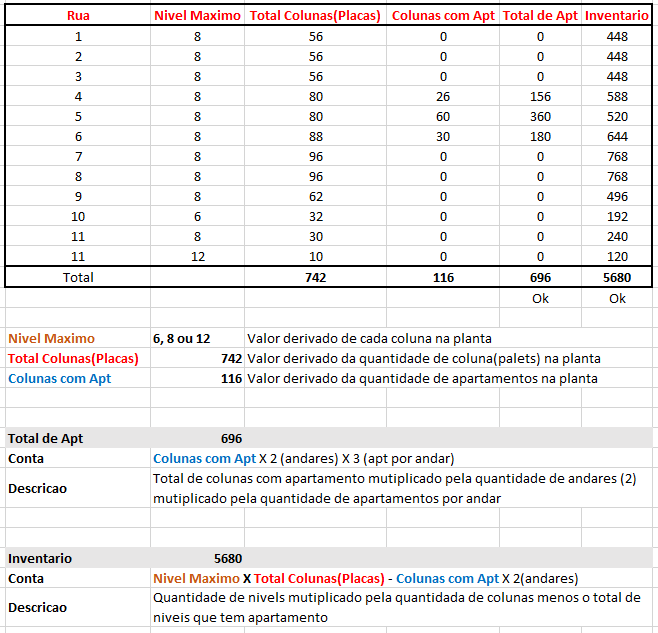 Rua Nivel Maximo Total Colunas(Placas) Colunas com Apt Total de Apt Inventario
1 8 56 0 0 448
2 8 56 0 0 448
3 8 56 0 0 448
4 8 80 26 156 588
5 8 80 60 360 520
6 8 88 30 180 644
7 8 96 0 0 768
8 8 96 0 0 768
9 8 62 0 0 496
10 6 32 0 0 192
11 8 30 0 0 240
11 12 10 0 0 120
Total 742 116 696 5680
Ok Ok
Nivel Maximo 6, 8 ou 12 Valor derivado de cada coluna na planta
Total Colunas(Placas) 742 Valor derivado da quantidade de coluna(palets) na planta
Colunas com Apt 116 Valor derivado da quantidade de apartamentos na planta
Total de Apt 696
Conta Colunas com Apt X 2 (andares) X 3 (apt por andar)
Descricao Total de colunas com apartamento mutiplicado pela quantidade de andares (2)
mutiplicado pela quantidade de apartamentos por andar
Inventario 5680
Conta Nivel Maximo X Total Colunas(Placas) - Colunas com Apt X 2(andares)
Descricao Quantidade de nivels mutiplicado pela quantidada de colunas menos o total de
niveis que tem apartamento